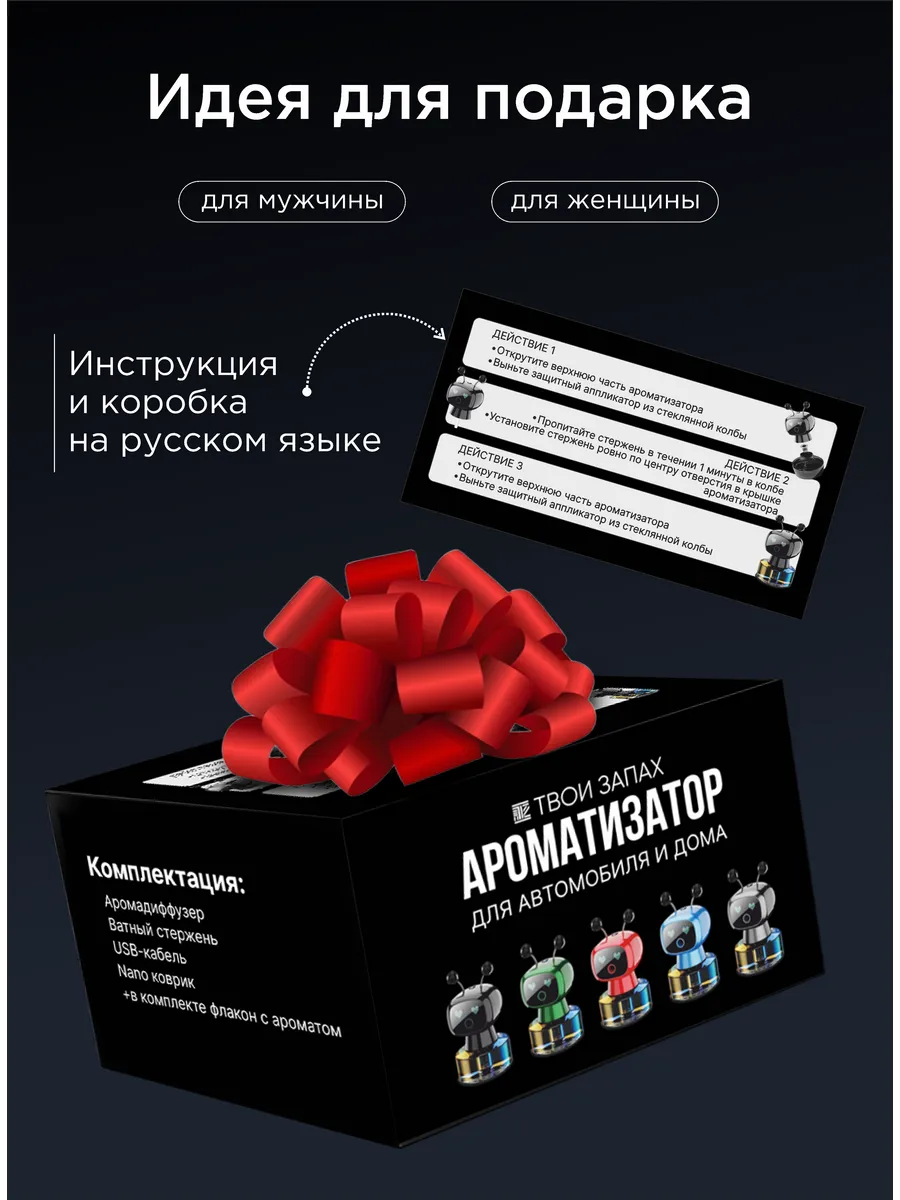 Идея для подарка
для мужчины
для женщины
Инструкция
и коробка
на русском языке
ДЕЙСТВИЕ 1
•Открутите верхнюю часть ароматизатора
•Выньте защитный аппликатор из стеклянной колбы
ДЕЙСТВИЕ 2
•Пропитайте стержень в течении 1 минуты в колбе
•Установите стержень ровно по центру отверстия в крышке
ароматизатора
ДЕЙСТВИЕ 3
•Открутите верхнюю часть ароматизатора
•Выньте защитный аппликатор из стеклянной колбы
ТВОИ ЗАПАХ
АРОМАТИЗАТОР
ДЛЯ АВТОМОБИЛЯ И ДОМА
Комплектация:
Аромадиффузер
Ватный стержень
USB-кабель
Nano коврик
+в комплекте флакон с ароматом